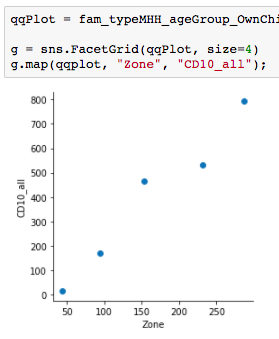 qqPlot = fam_typeMHH_ageGroup_OwnChi
g = sns.FacetGrid(qqPlot, size=4)
g.map(qqplot, "Zone", "CD10_all");
800
700
600
500
400
300
200
100
0
CD10_all
50 100 150 200 250
Zone